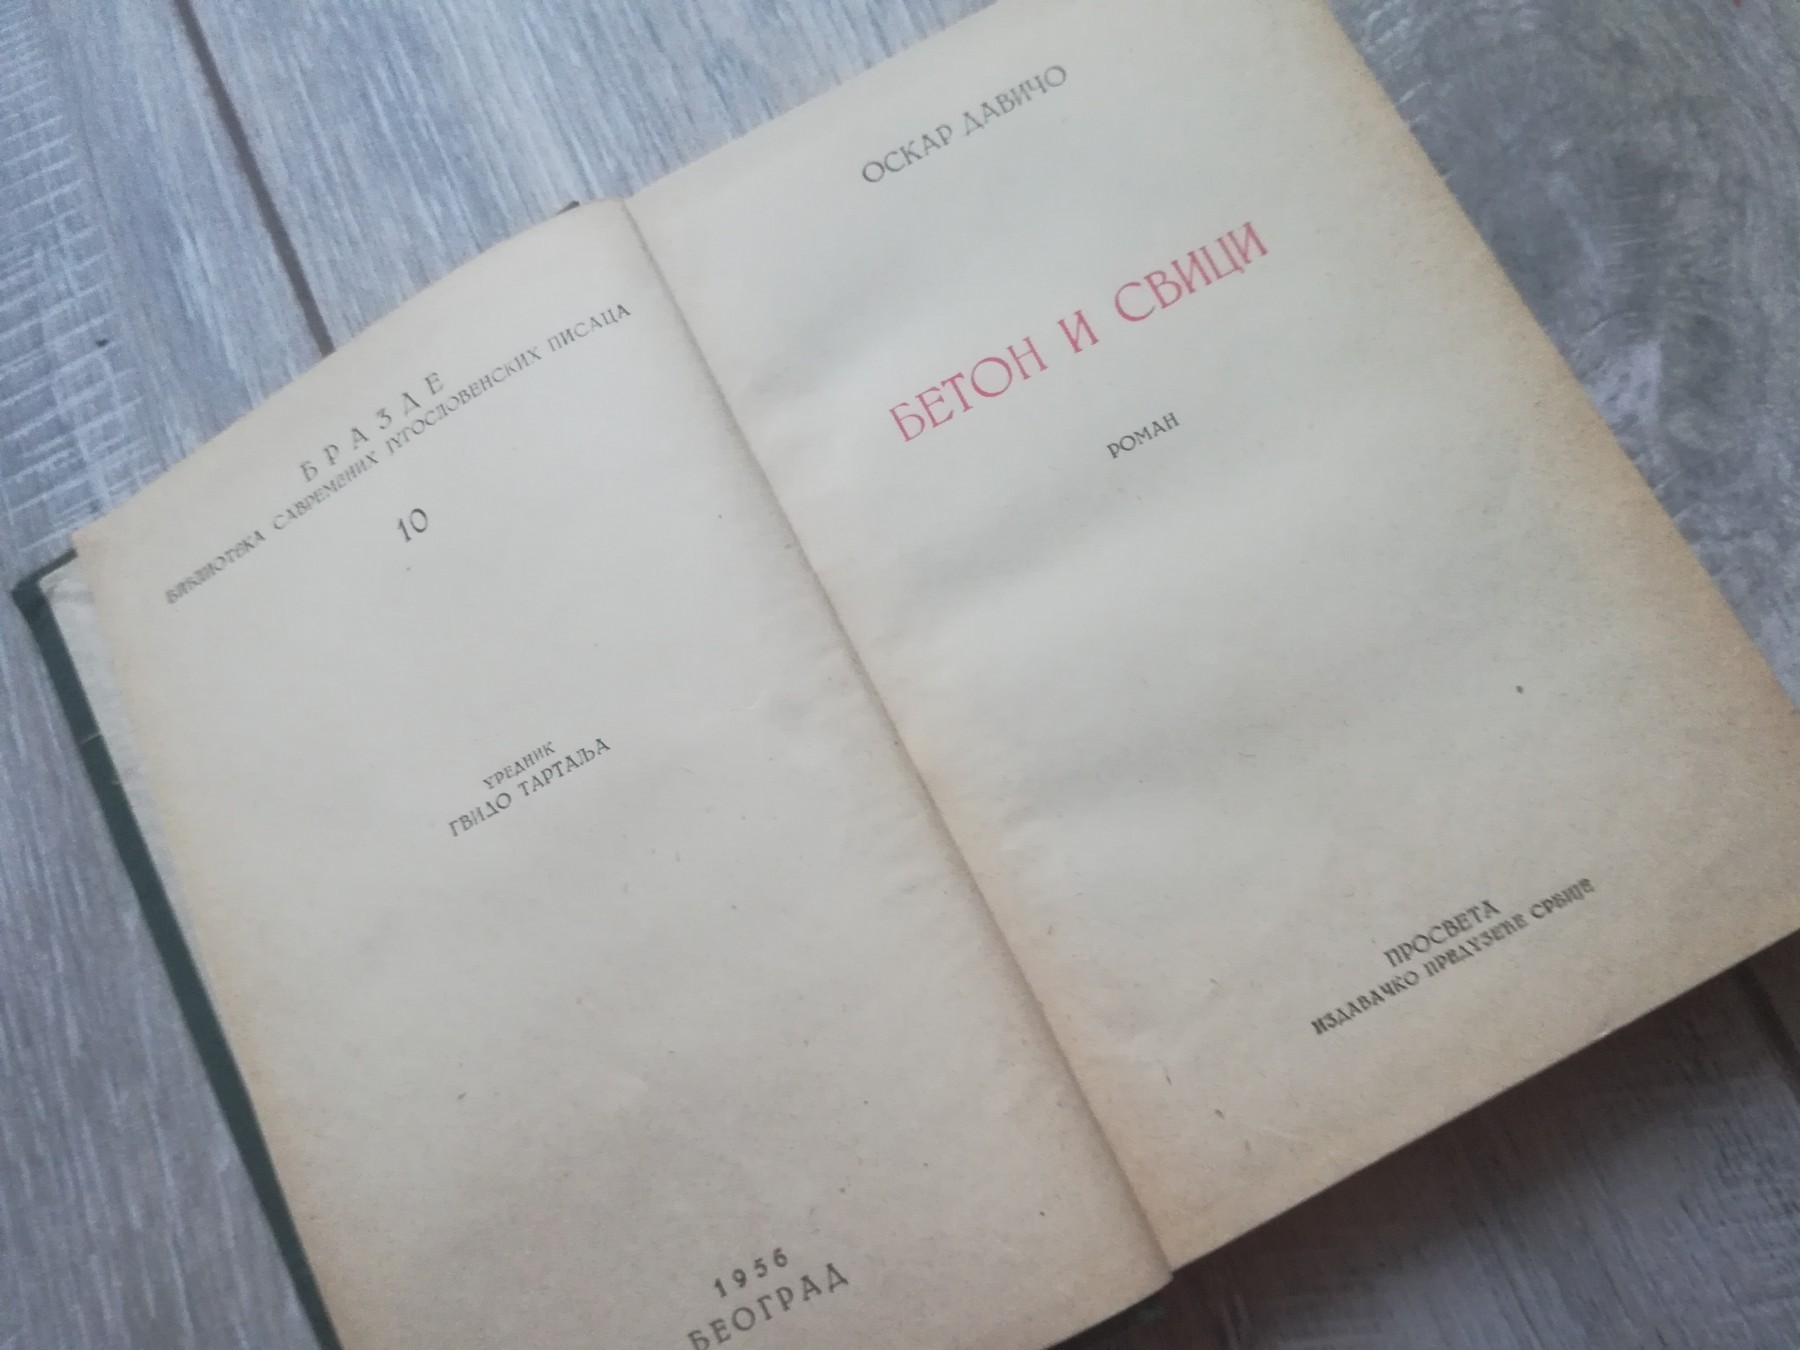 БРАЗДЕ
БИБЛИОТЕКА САВРЕМЕНИХ ЈУГОСЛОВЕНСКИХ ПИСАЦА
10
УРЕДНИК
ГВИДО ТАРТАЉА
1956
БЕОГРАД
ОСКАР ДАВИЧО
БЕТОН И СВИЦИ
РОМАН
ПРОСВЕТА
ИЗДАВАЧКО ПРЕДУЗЕЋЕ СРБИЈЕ